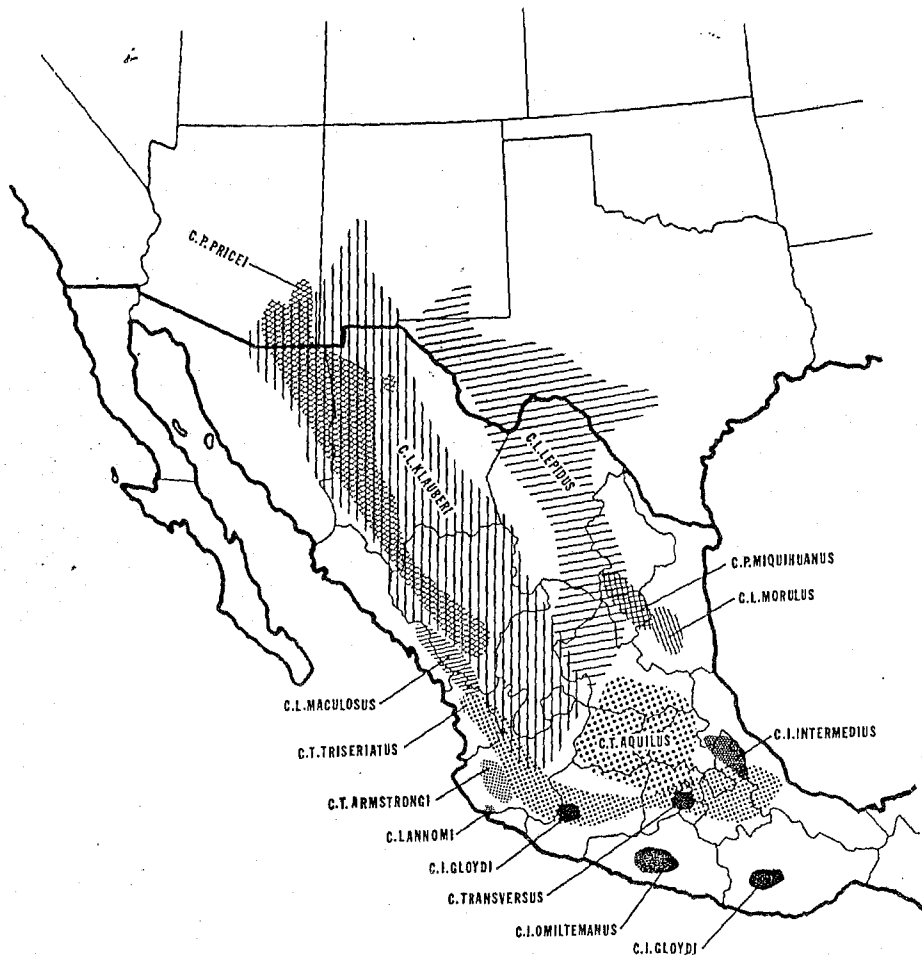 C.P.PRICEI
C.L.KLAUBERI
C.L.LEPIDUS
C.P.MIQUIHUANUS
C.L.MORULUS
C.L.MACULOSUS
C.T.TRISERIATUS
C.T.AQUILUS
C.I.INTERMEDIUS
C.T.ARMSTRONGI
C.LANNOMI
C.I.GLOYDI
C.TRANSVERSUS
C.I.OMILTEMANUS
C.I.GLOYDI